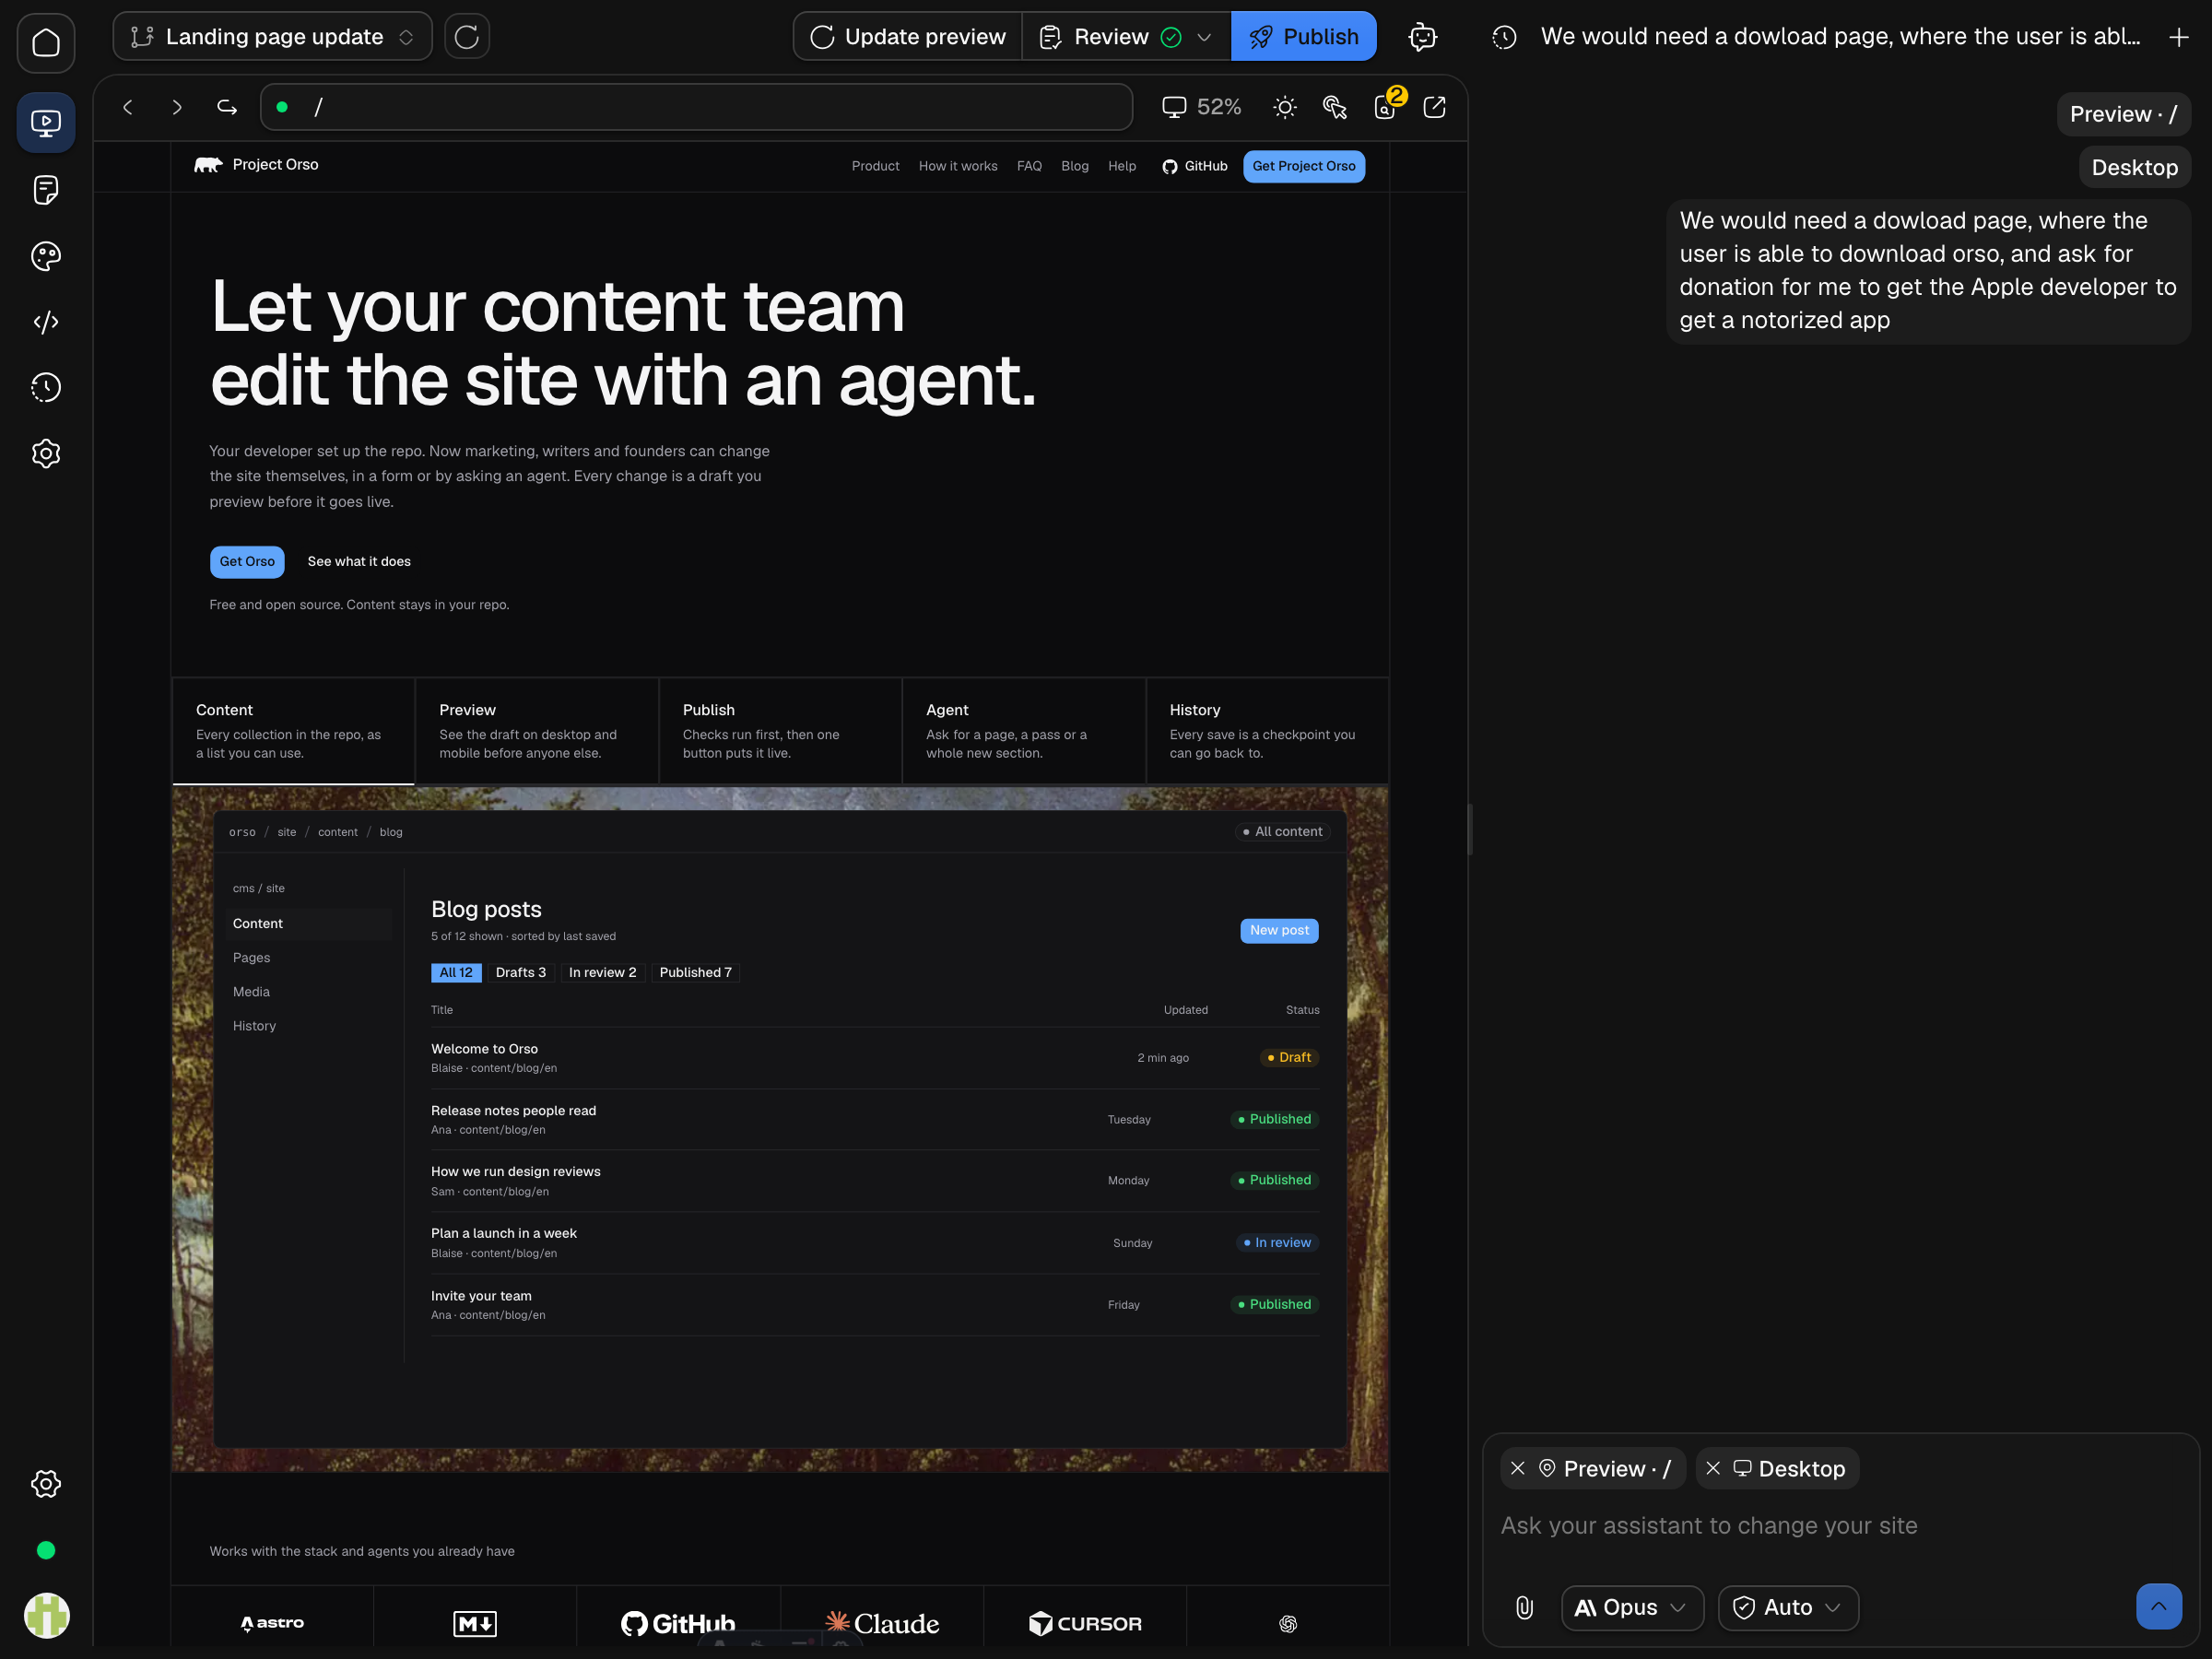 Landing page update
Update preview
Review
Publish
We would need a dowload page, where the user is abl...
/
52%
2
Preview · /
Desktop
We would need a dowload page, where the
user is able to download orso, and ask for
donation for me to get the Apple developer to
get a notorized app
Project Orso
Product
How it works
FAQ
Blog
Help
GitHub
Get Project Orso
Let your content team
edit the site with an agent.
Your developer set up the repo. Now marketing, writers and founders can change
the site themselves, in a form or by asking an agent. Every change is a draft you
preview before it goes live.
Get Orso
See what it does
Free and open source. Content stays in your repo.
Content
Every collection in the repo, as
a list you can use.
Preview
See the draft on desktop and
mobile before anyone else.
Publish
Checks run first, then one
button puts it live.
Agent
Ask for a page, a pass or a
whole new section.
History
Every save is a checkpoint you
can go back to.
orso / site / content / blog
All content
cms / site
Content
Pages
Media
History
Blog posts
5 of 12 shown · sorted by last saved
New post
All 12
Drafts 3
In review 2
Published 7
Title
Updated
Status
Welcome to Orso
Blaise · content/blog/en
2 min ago
Draft
Release notes people read
Ana · content/blog/en
Tuesday
Published
How we run design reviews
Sam · content/blog/en
Monday
Published
Plan a launch in a week
Blaise · content/blog/en
Sunday
In review
Invite your team
Ana · content/blog/en
Friday
Published
Works with the stack and agents you already have
astro
M
GitHub
Claude
CURSOR
Preview · /
Desktop
Ask your assistant to change your site
Opus
Auto